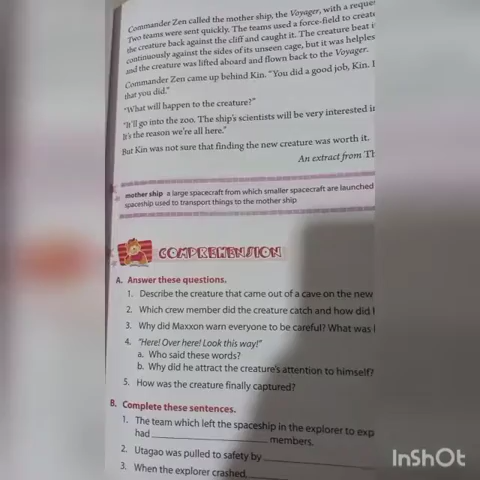 Commander Zen called the mother ship, the Voyager, with a
Two teams were sent quickly. The teams used a force-field to
the creature back against the cliff and caught it. The creature beat
continuously against the sides of its unseen cage, but it was
and the creature was lifted aboard and flown back to the Voyager.
Commander Zen came up behind Kin. "You did a good job, Kin. I
that you did."
"What will happen to the creature?"
"It'll go into the zoo. The ship's scientists will be very interested
It's the reason we're all here."
But Kin was not sure that finding the new creature was worth it.
An extract from
mother ship a large spacecraft from which smaller spacecraft are launched
spaceship used to transport things to the mother ship
COMPREHENSION
A. Answer these questions.
1. Describe the creature that came out of a cave on the new
2. Which crew member did the creature catch and how did
3. Why did Maxxon warn everyone to be careful? What was
4. "Here! Over here! Look this way!"
a. Who said these words?
b. Why did he attract the creature's attention to himself?
5. How was the creature finally captured?
B. Complete these sentences.
1. The team which left the spaceship in the explorer to
had ____________ members.
2. Utagao was pulled to safety by ____________
3. When the explorer crashed ____________
InShOt